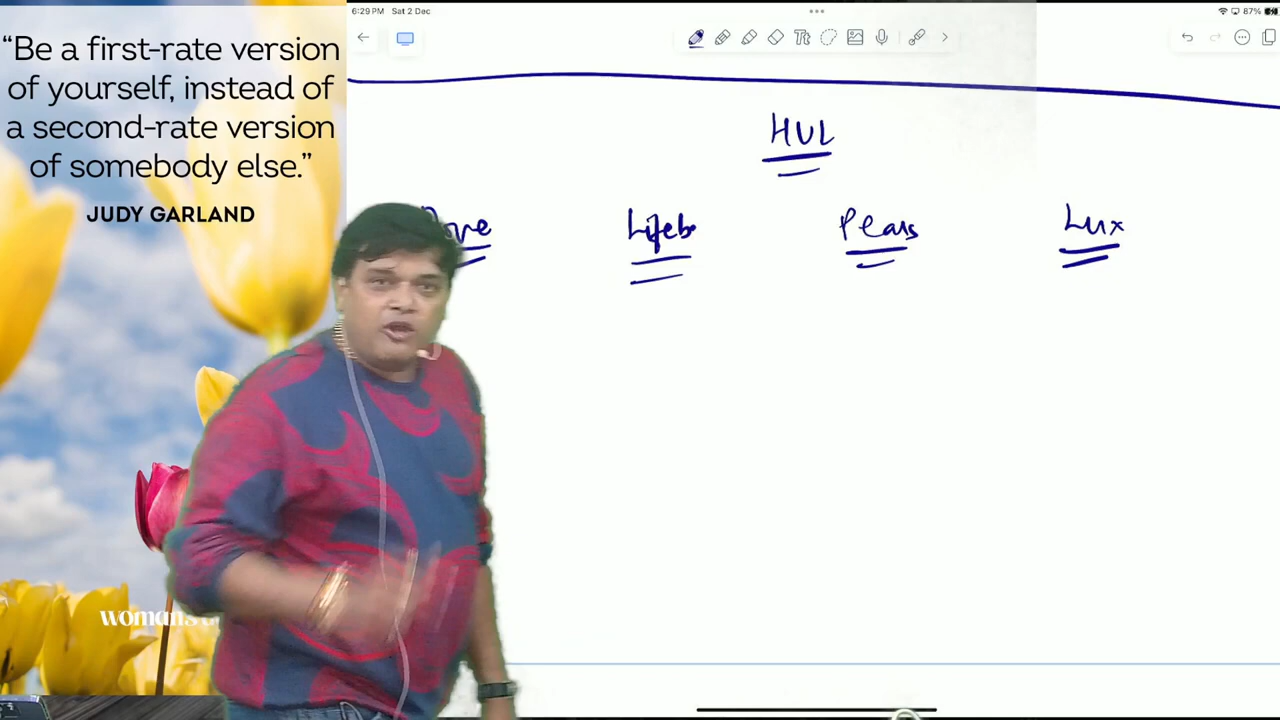 “Be a first-rate version
of yourself, instead of
a second-rate version
of somebody else.”
JUDY GARLAND
6:29 PM Sat 2 Dec
87%
HUL
Lifeb
Pears
Lux